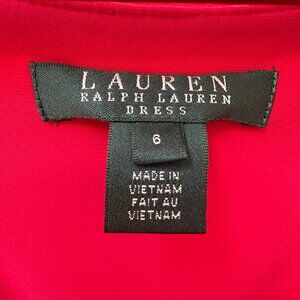 LAUREN
RALPH LAUREN
DRESS
6
MADE IN
VIETNAM
FAIT AU
VIETNAM